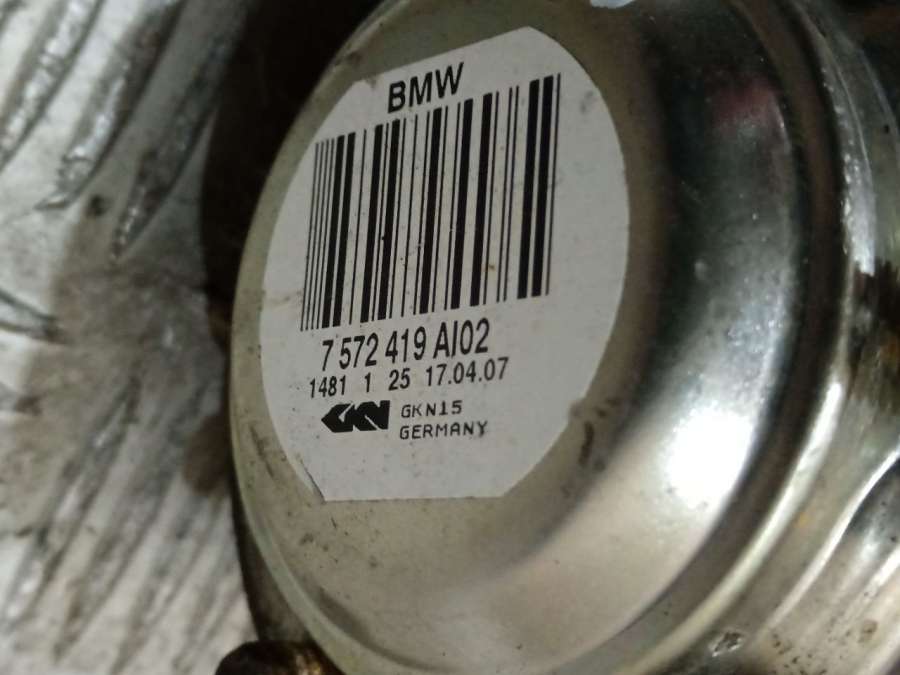 BMW
7 572 419 AI02
1481 1 25 17.04.07
GKN GKN15
GERMANY